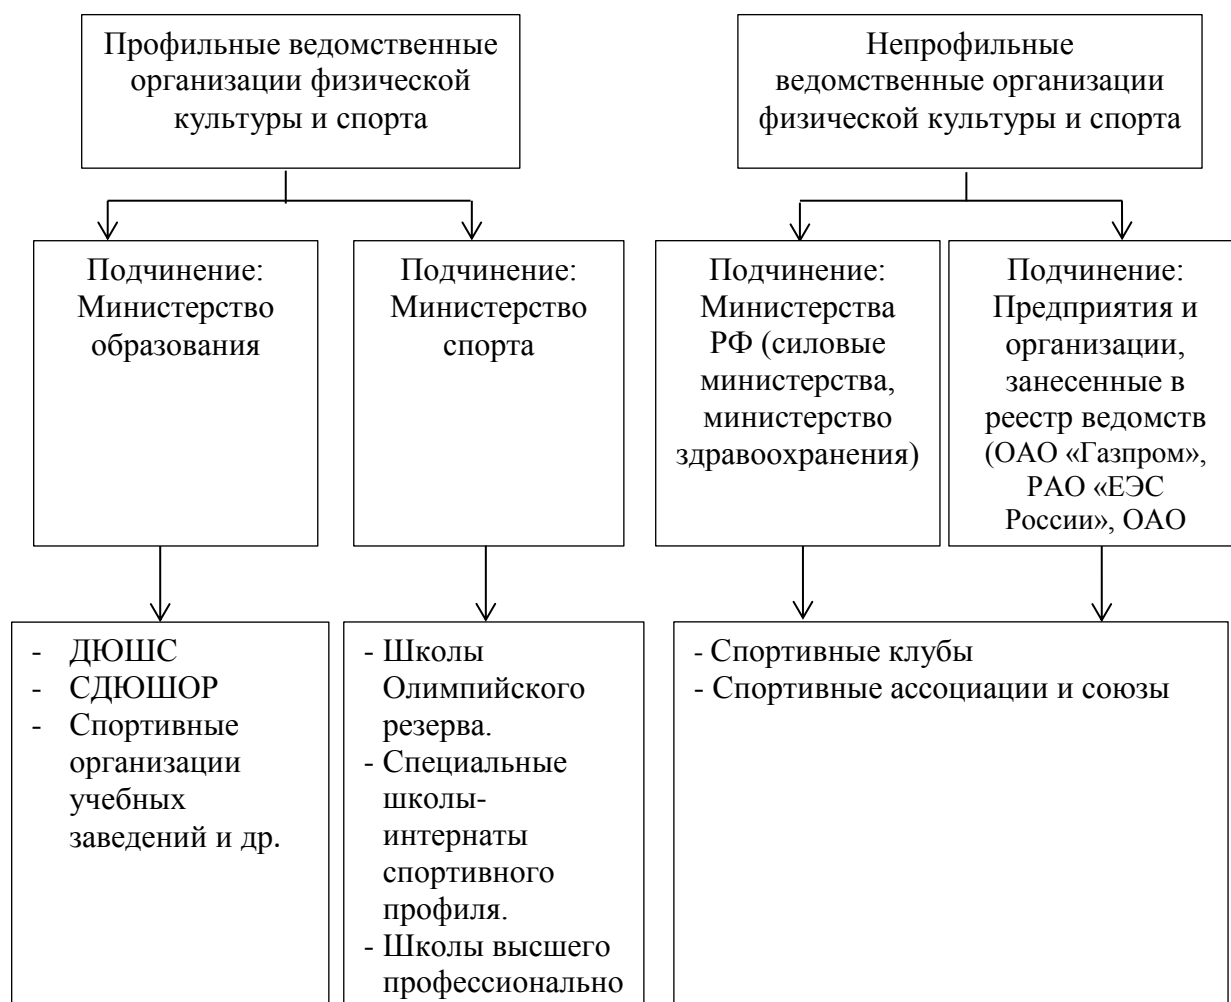 Профильные ведомственные
организации физической
культуры и спорта
Непрофильные
ведомственные организации
физической культуры и спорта
Подчинение:
Министерство
образования
Подчинение:
Министерство
спорта
Подчинение:
Министерства
РФ (силовые
министерства,
министерство
здравоохранения)
Подчинение:
Предприятия и
организации,
занесенные в
реестр ведомств
(ОАО «Газпром»,
РАО «ЕЭС
России», ОАО
- ДЮШС
- СДЮШОР
- Спортивные
организации
учебных
заведений и др.
- Школы
Олимпийского
резерва.
- Специальные
школы-
интернаты
спортивного
профиля.
- Школы высшего
профессионально
- Спортивные клубы
- Спортивные ассоциации и союзы